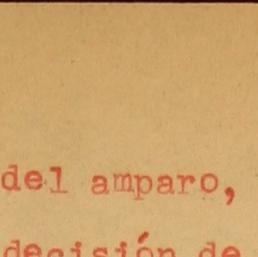 del amparo,
decisión de